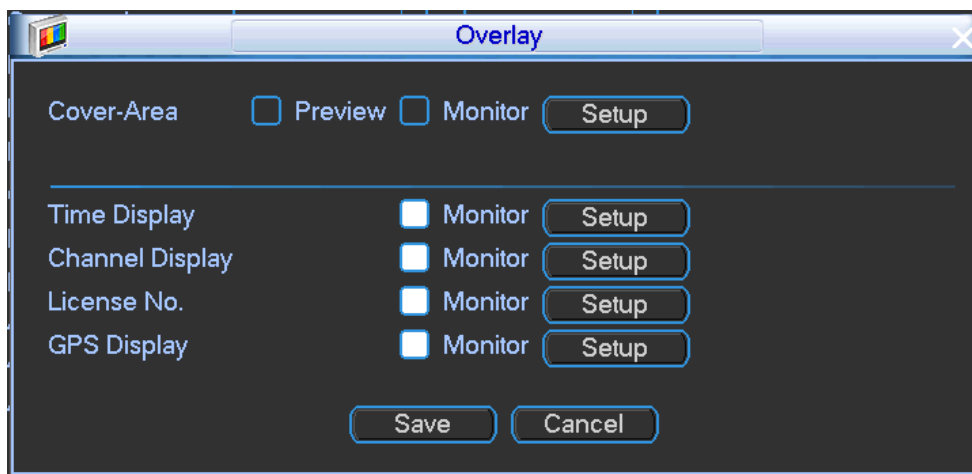 Overlay
Cover-Area Preview Monitor Setup
Time Display Monitor Setup
Channel Display Monitor Setup
License No. Monitor Setup
GPS Display Monitor Setup
Save Cancel